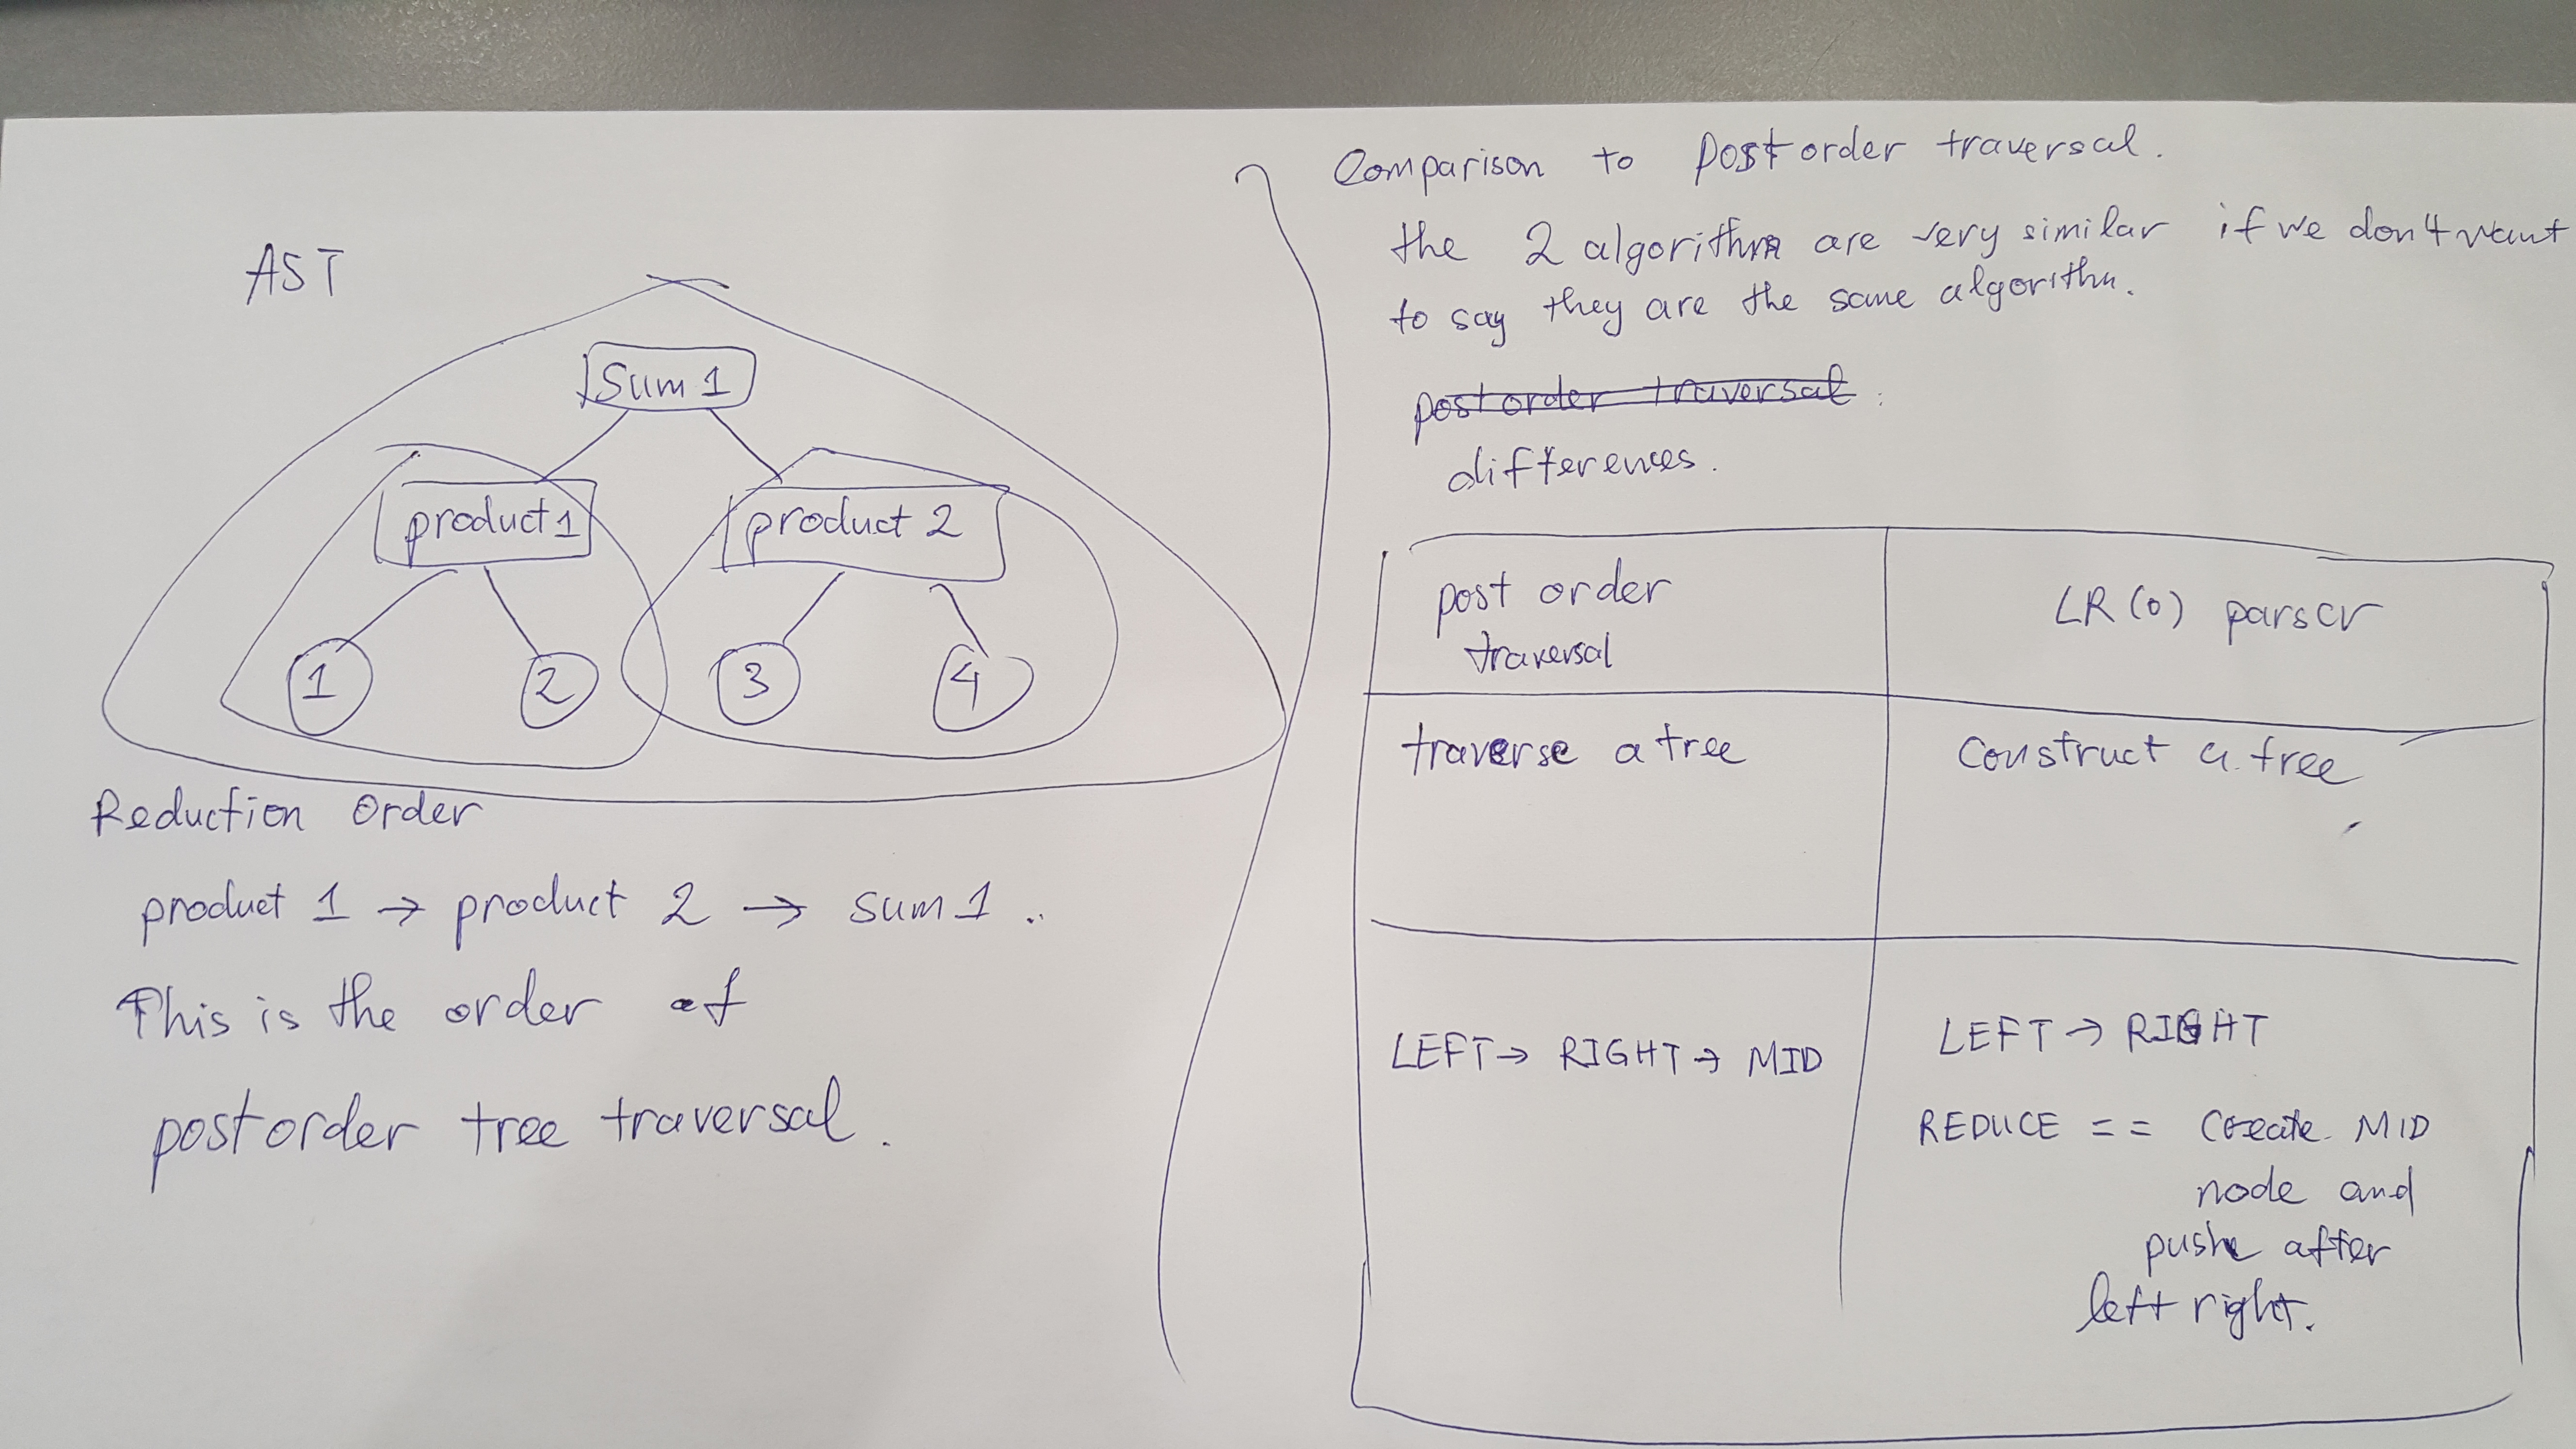 AST
Sum 1
product 1
product 2
1
2
3
4
Reduction Order
product 1 → product 2 → sum 1 ..
This is the order of
postorder tree traversal.
Comparison to Post order traversal.
the 2 algorithm are very similar if we don't want
to say they are the same algorithm.
post order traversal :
differences.
post order
traversal
LR(0) parser
traverse a tree
Construct a tree
LEFT → RIGHT → MID
LEFT → RIGHT
REDUCE == Create MID
node and
push after
left right.